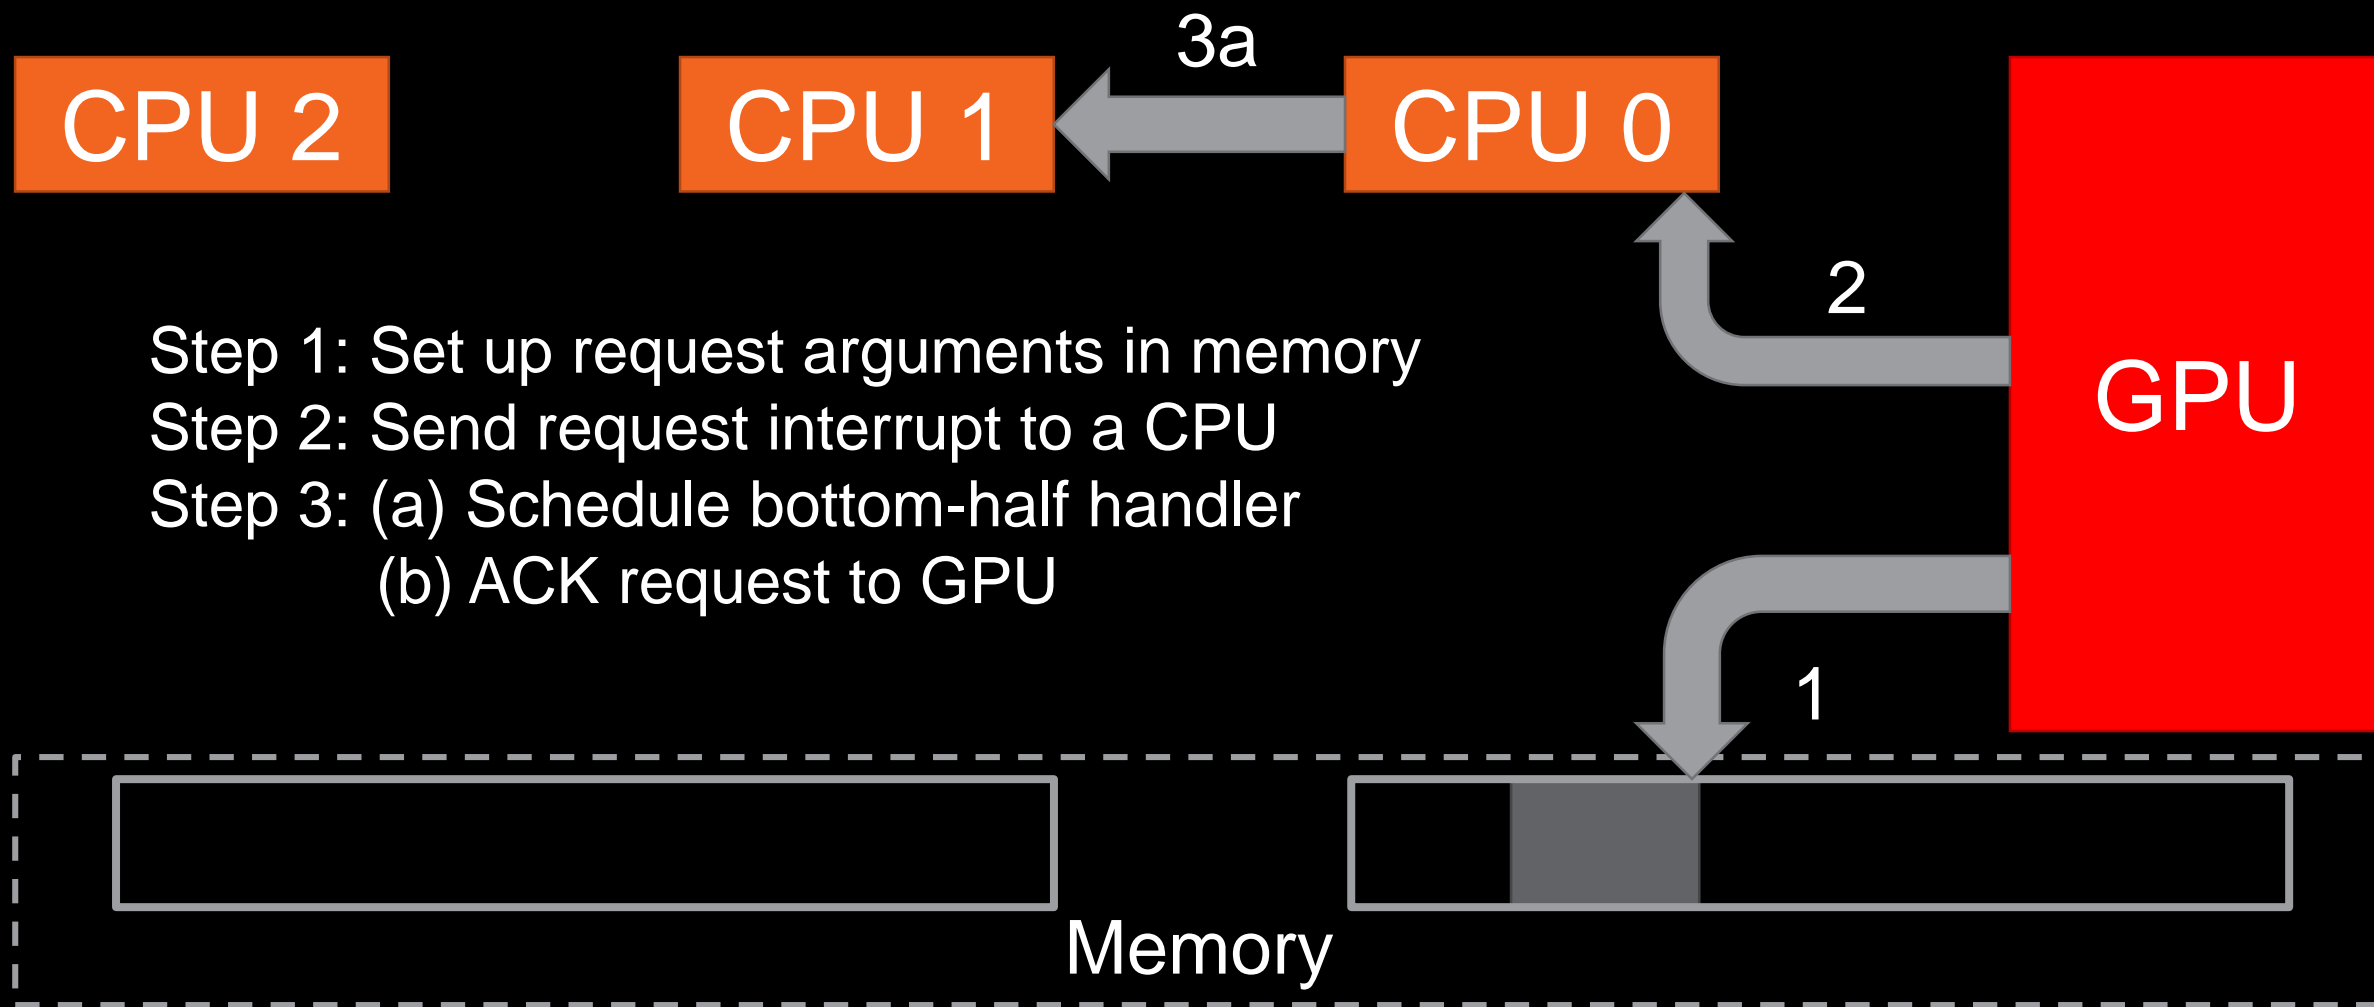 3a
CPU 2
CPU 1
CPU 0
2
Step 1: Set up request arguments in memory
Step 2: Send request interrupt to a CPU
Step 3: (a) Schedule bottom-half handler
(b) ACK request to GPU
GPU
1
Memory